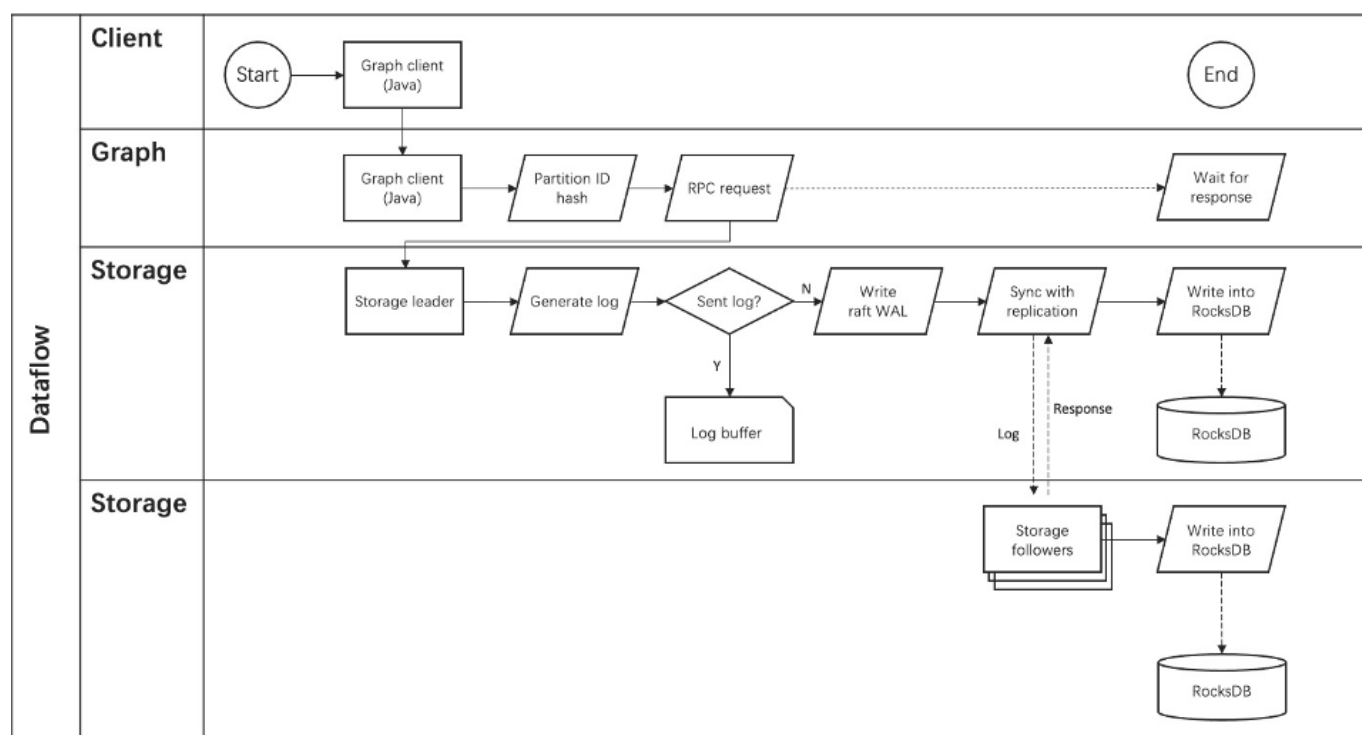 Dataflow
Client
Start
Graph client
(Java)
End
Graph
Graph client
(Java)
Partition ID
hash
RPC request
Wait for
response
Storage
Storage leader
Generate log
Sent log?
N
Write
raft WAL
Sync with
replication
Write into
RocksDB
Y
Log buffer
Log
Response
RocksDB
Storage
Storage
followers
Write into
RocksDB
RocksDB